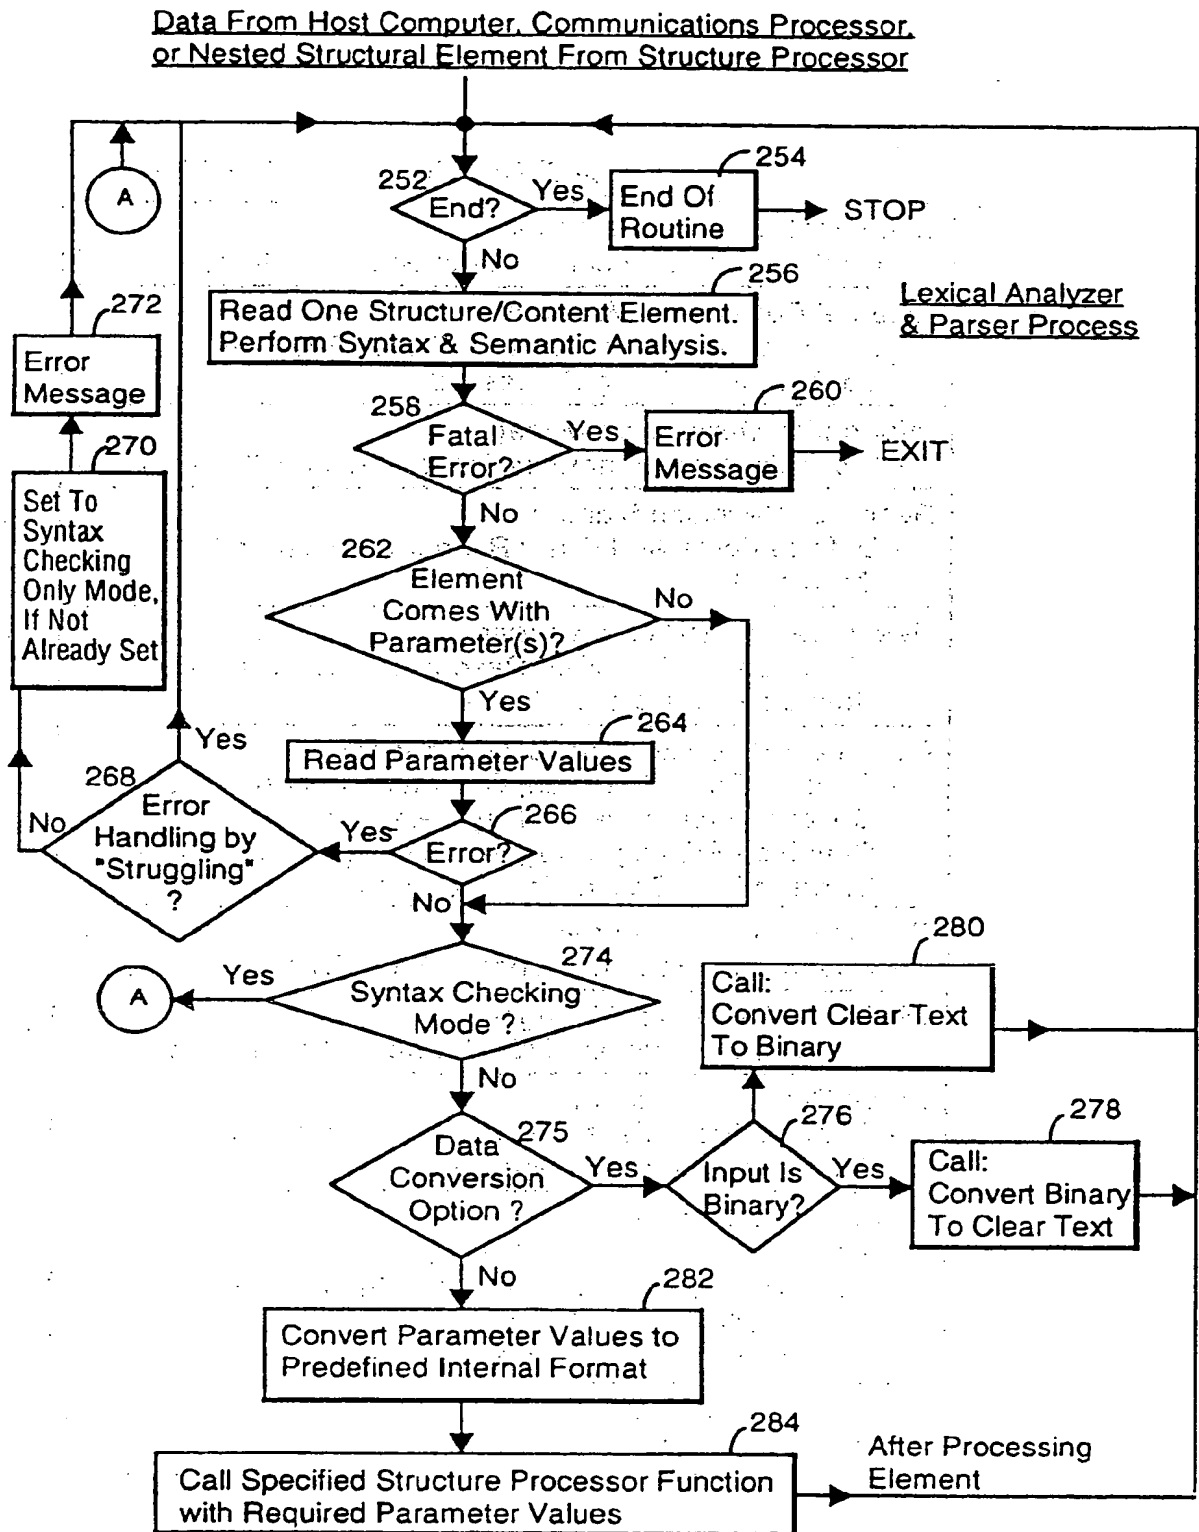 Data From Host Computer, Communications Processor,
or Nested Structural Element From Structure Processor
A
252
End?
Yes
254
End Of
Routine
STOP
No
256
Read One Structure/Content Element.
Perform Syntax & Semantic Analysis.
Lexical Analyzer
& Parser Process
272
Error
Message
258
Fatal
Error?
Yes
260
Error
Message
EXIT
No
270
Set To
Syntax
Checking
Only Mode,
If Not
Already Set
262
Element
Comes With
Parameter(s)?
No
Yes
264
Read Parameter Values
Yes
268
Error
Handling by
"Struggling"
?
No
Yes
266
Error?
No
274
Syntax Checking
Mode ?
Yes
A
No
280
Call:
Convert Clear Text
To Binary
275
Data
Conversion
Option ?
Yes
276
Input Is
Binary?
Yes
278
Call:
Convert Binary
To Clear Text
No
282
Convert Parameter Values to
Predefined Internal Format
284
Call Specified Structure Processor Function
with Required Parameter Values
After Processing
Element